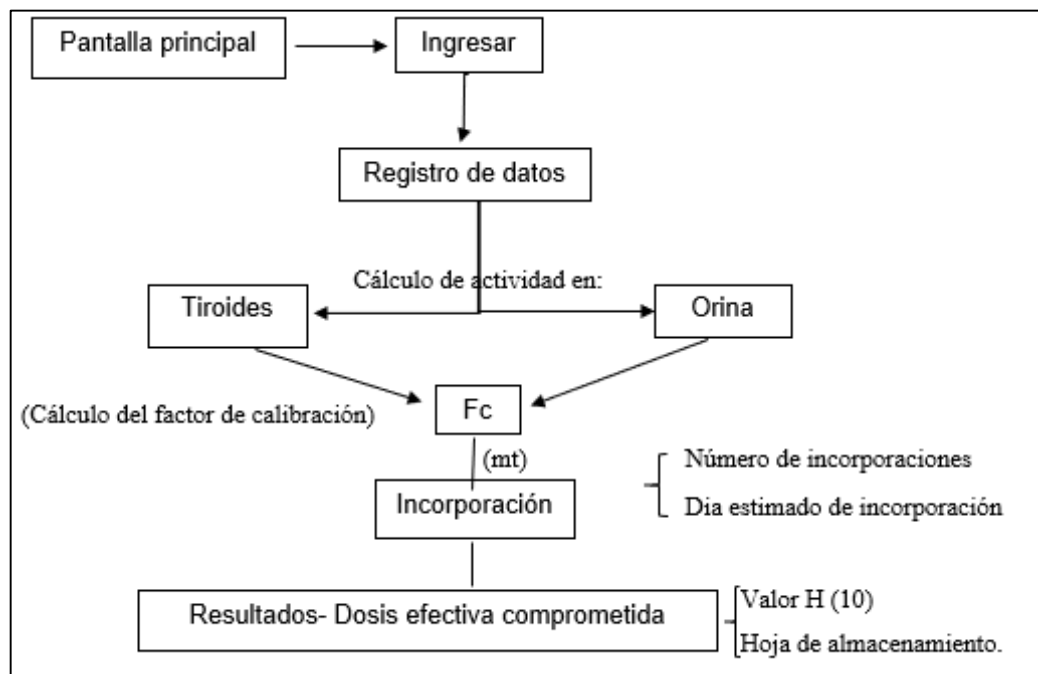 Pantalla principal
Ingresar
Registro de datos
Cálculo de actividad en:
Tiroides
Orina
(Cálculo del factor de calibración)
Fc
(mt)
Incorporación
Número de incorporaciones
Dia estimado de incorporación
Resultados- Dosis efectiva comprometida
Valor H (10)
Hoja de almacenamiento.